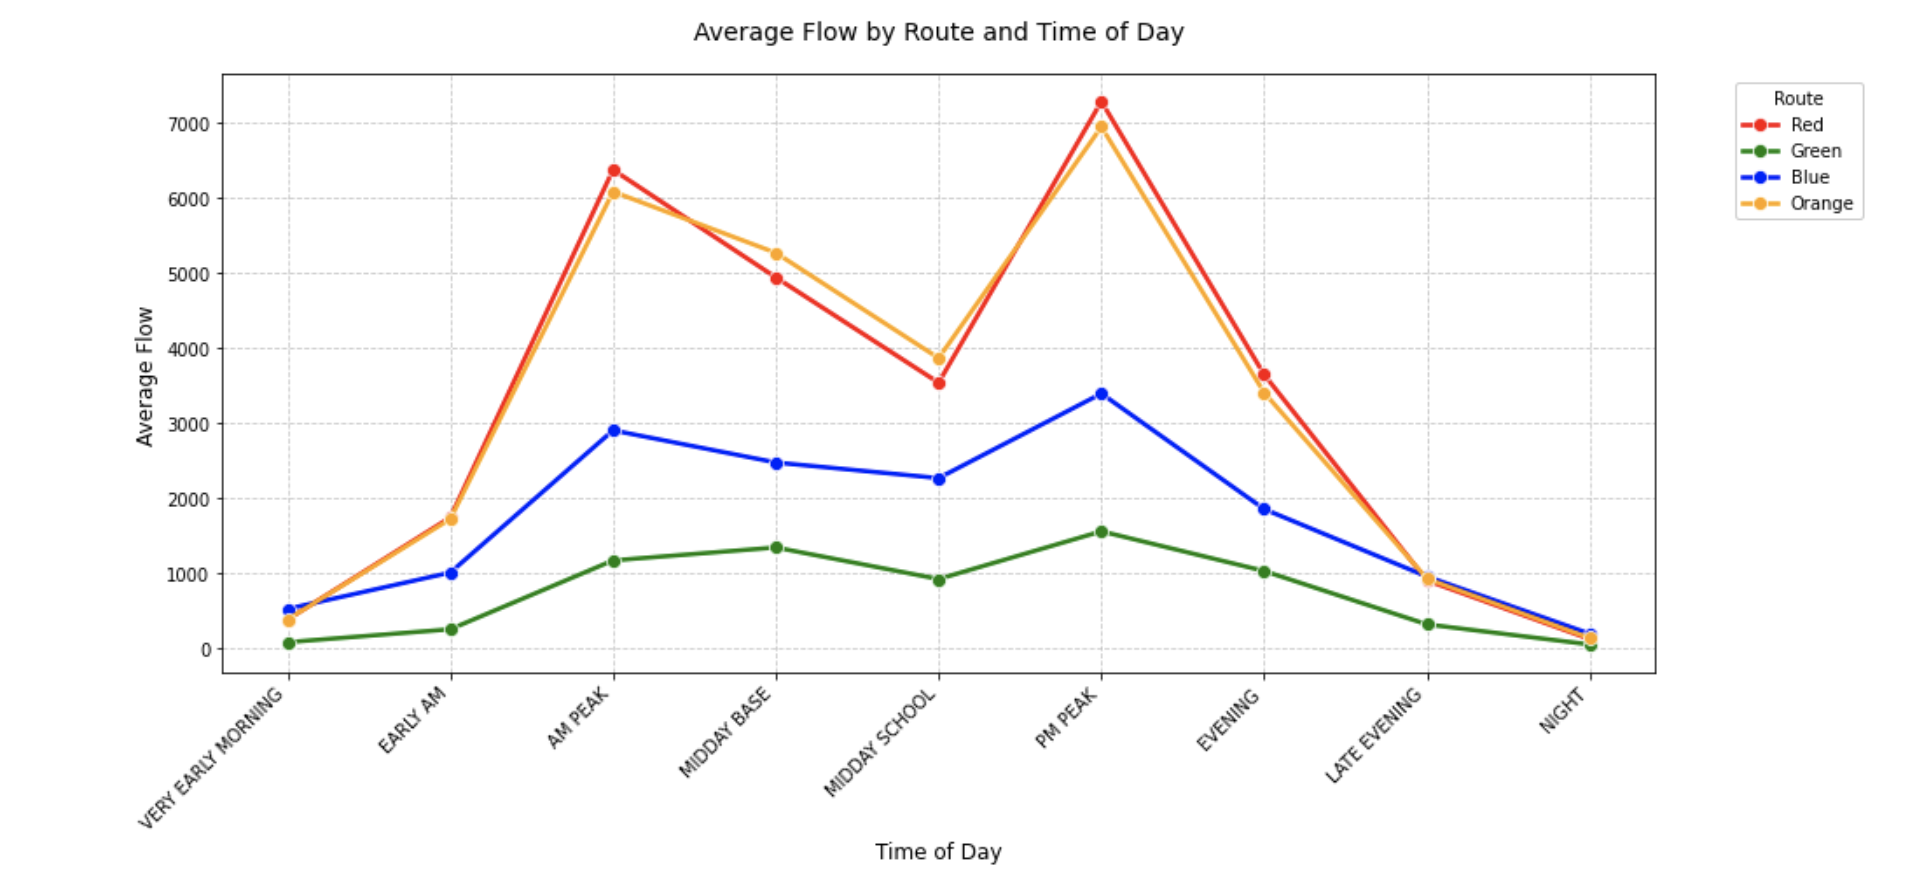 Average Flow by Route and Time of Day
Route
Red
Green
Blue
Orange
Average Flow
7000
6000
5000
4000
3000
2000
1000
0
VERY EARLY MORNING
EARLY AM
AM PEAK
MIDDAY BASE
MIDDAY SCHOOL
PM PEAK
EVENING
LATE EVENING
NIGHT
Time of Day